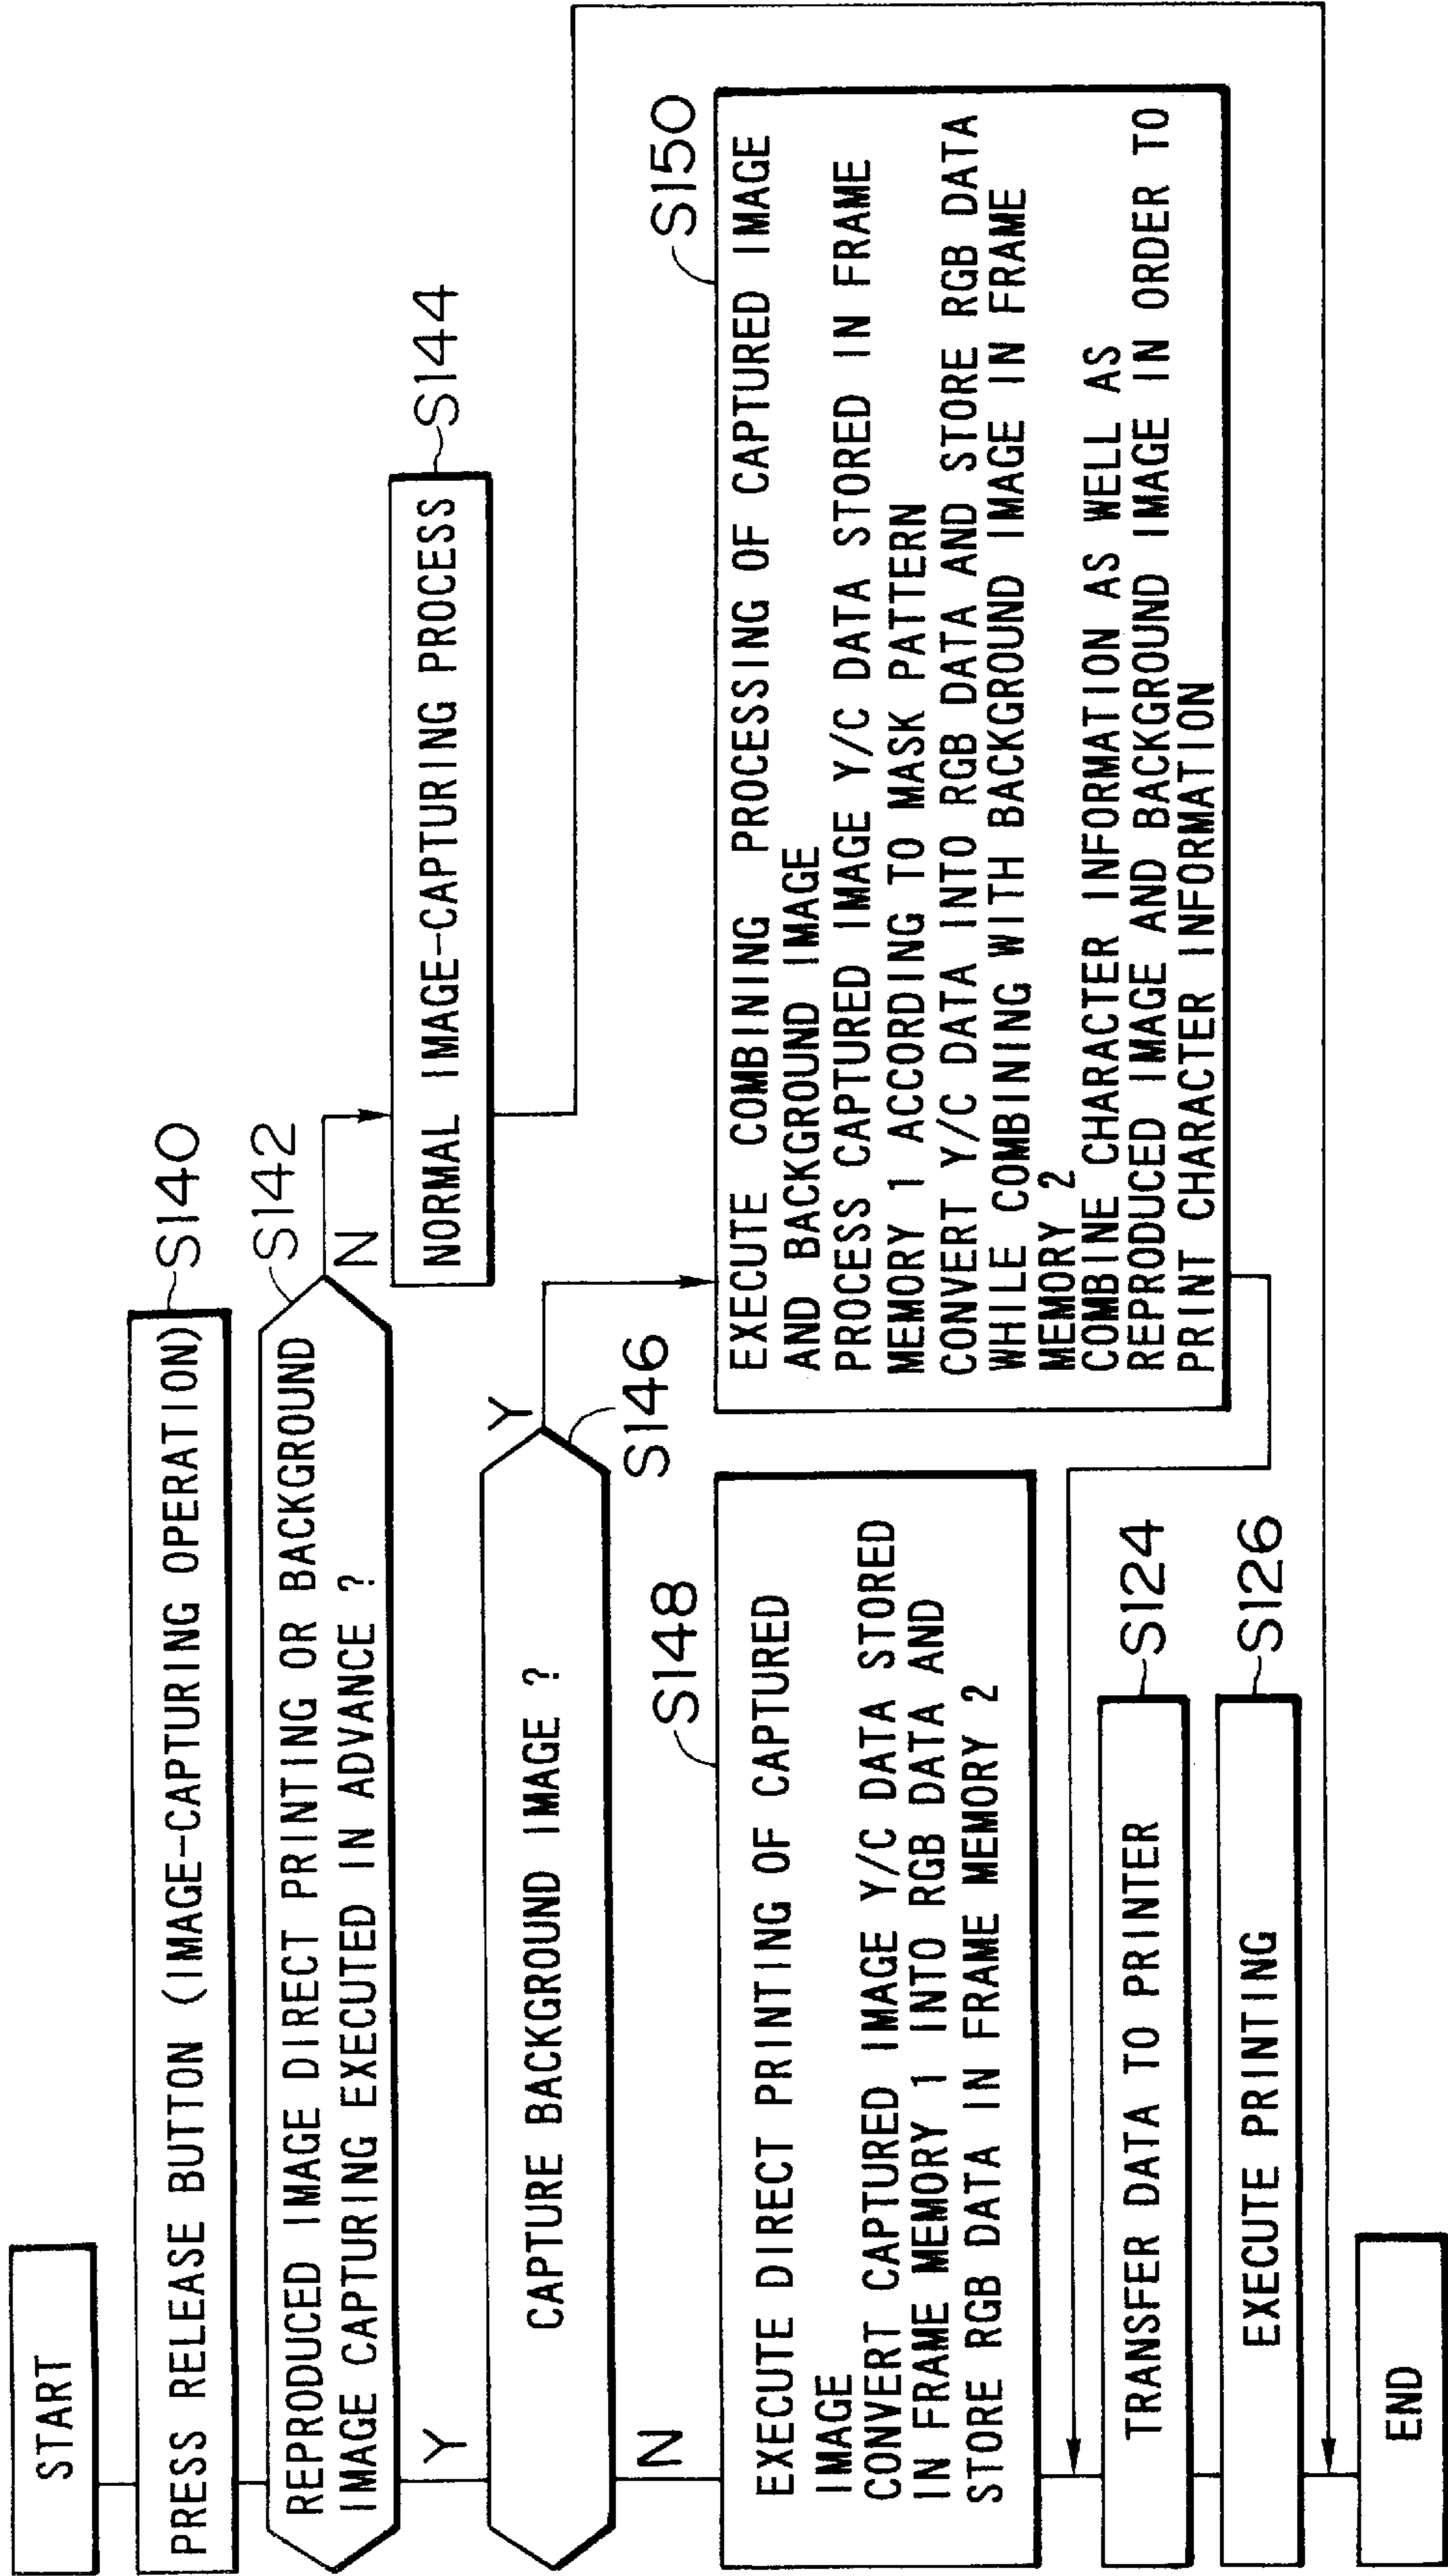 START
PRESS RELEASE BUTTON (IMAGE-CAPTURING OPERATION)
S140
REPRODUCED IMAGE DIRECT PRINTING OR BACKGROUND
IMAGE CAPTURING EXECUTED IN ADVANCE ?
S142
N
Y
NORMAL IMAGE-CAPTURING PROCESS
S144
CAPTURE BACKGROUND IMAGE ?
Y
S146
N
S148
EXECUTE DIRECT PRINTING OF CAPTURED
IMAGE
CONVERT CAPTURED IMAGE Y/C DATA STORED
IN FRAME MEMORY 1 INTO RGB DATA AND
STORE RGB DATA IN FRAME MEMORY 2
S150
EXECUTE COMBINING PROCESSING OF CAPTURED IMAGE
AND BACKGROUND IMAGE
PROCESS CAPTURED IMAGE Y/C DATA STORED IN FRAME
MEMORY 1 ACCORDING TO MASK PATTERN
CONVERT Y/C DATA INTO RGB DATA AND STORE RGB DATA
WHILE COMBINING WITH BACKGROUND IMAGE IN FRAME
MEMORY 2
COMBINE CHARACTER INFORMATION AS WELL AS
REPRODUCED IMAGE AND BACKGROUND IMAGE IN ORDER TO
PRINT CHARACTER INFORMATION
TRANSFER DATA TO PRINTER
S124
EXECUTE PRINTING
S126
END